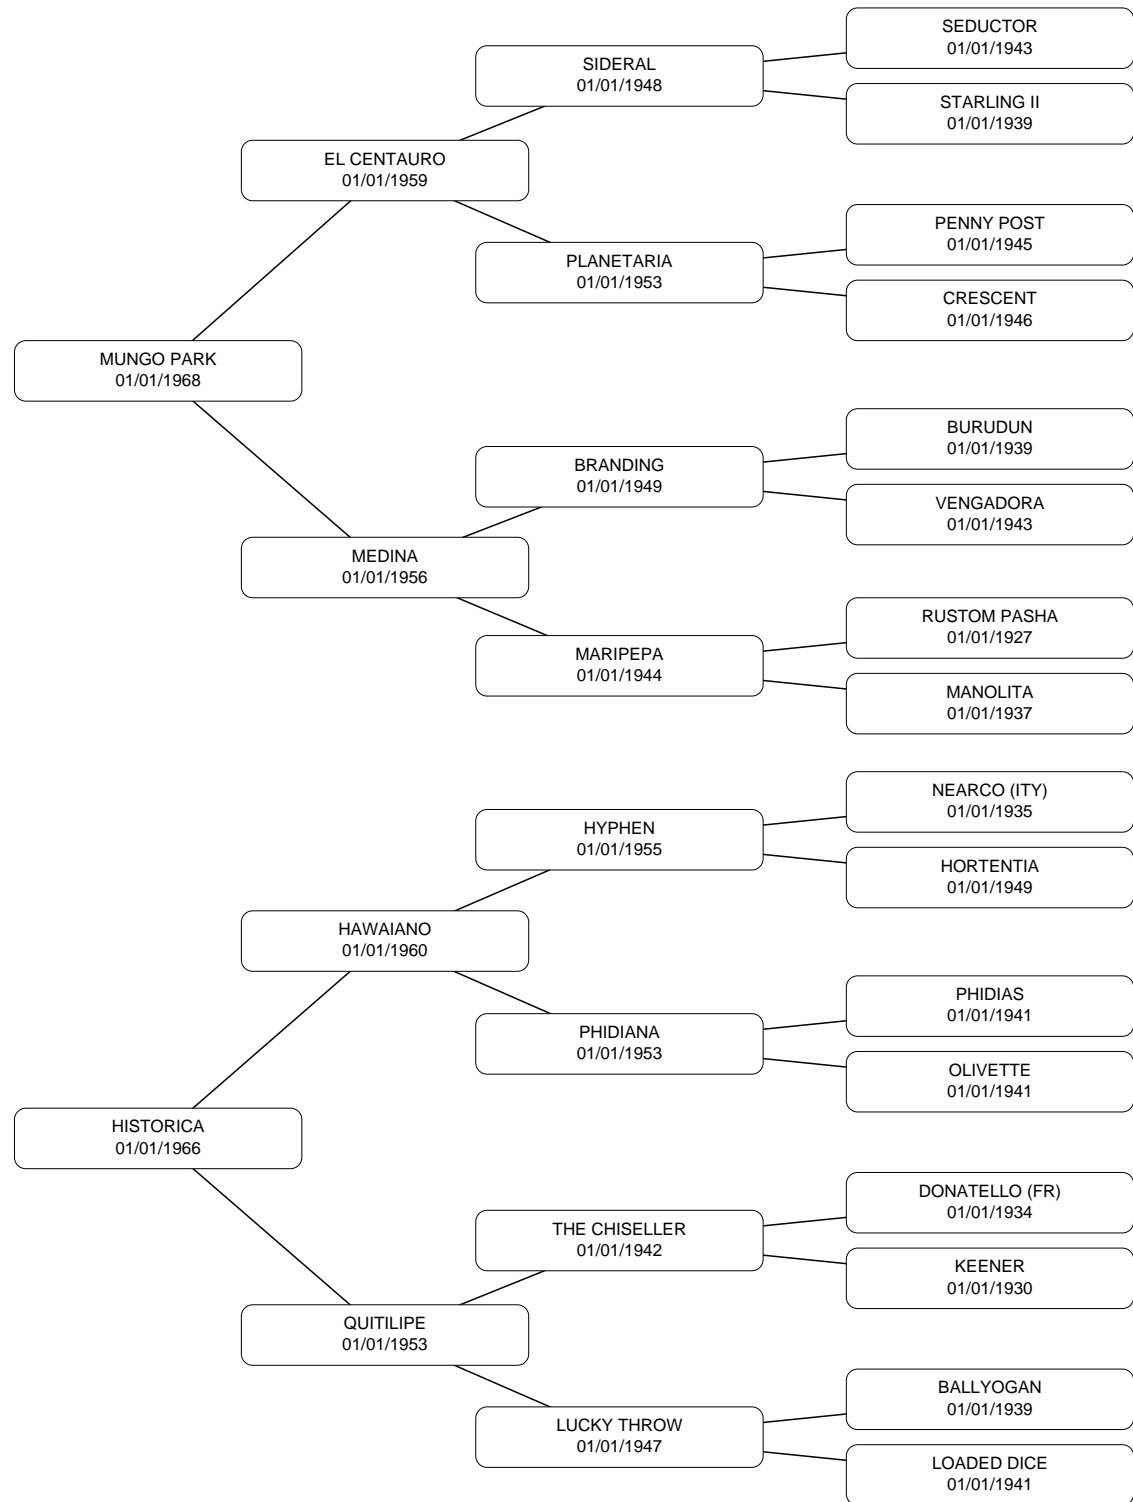 SEDUCTOR
01/01/1943
SIDERAL
01/01/1948
STARLING II
01/01/1939
EL CENTAURO
01/01/1959
PENNY POST
01/01/1945
PLANETARIA
01/01/1953
CRESCENT
01/01/1946
MUNGO PARK
01/01/1968
BURUDUN
01/01/1939
BRANDING
01/01/1949
VENGADORA
01/01/1943
MEDINA
01/01/1956
RUSTOM PASHA
01/01/1927
MARIPEPA
01/01/1944
MANOLITA
01/01/1937
NEARCO (ITY)
01/01/1935
HYPHEN
01/01/1955
HORTENTIA
01/01/1949
HAWAIANO
01/01/1960
PHIDIAS
01/01/1941
PHIDIANA
01/01/1953
OLIVETTE
01/01/1941
HISTORICA
01/01/1966
DONATELLO (FR)
01/01/1934
THE CHISELLER
01/01/1942
KEENER
01/01/1930
QUITILIPE
01/01/1953
BALLYOGAN
01/01/1939
LUCKY THROW
01/01/1947
LOADED DICE
01/01/1941